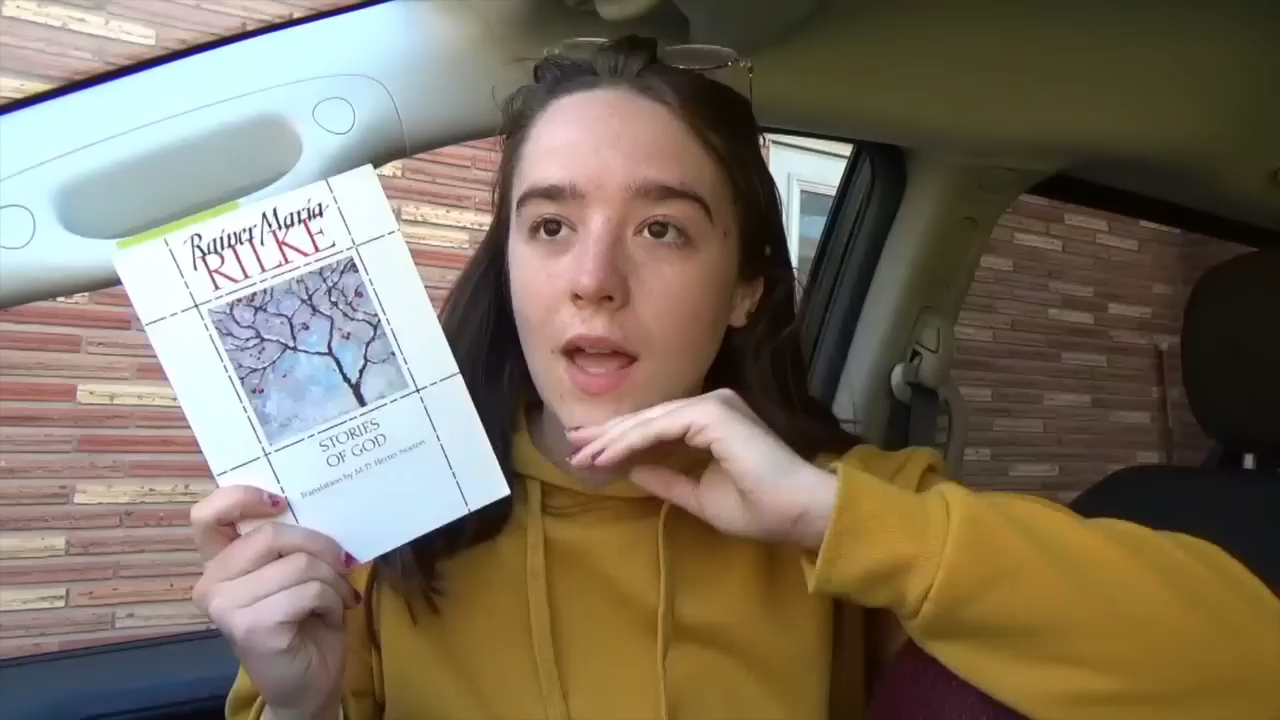 Rainer Maria
RILKE
STORIES
OF GOD
Translation by M. D. Herter Norton